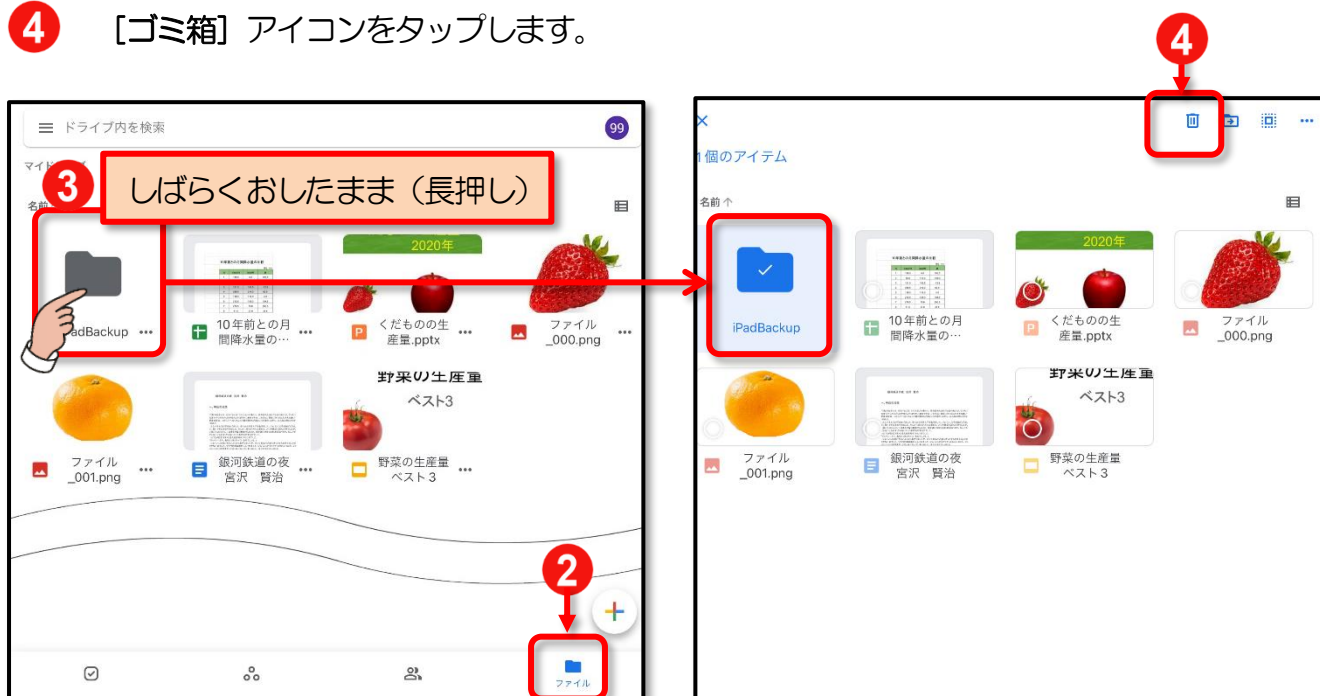 4 [ゴミ箱] アイコンをタップします。
4
ドライブ内を検索
99
3
しばらくおしたまま（長押し）
名前
2020年
adBackup
10年前との月
間降水量の…
くだものの生
産量.pptx
ファイル
_000.png
野菜の生産量
ベスト3
ファイル
_001.png
銀河鉄道の夜
宮沢 賢治
野菜の生産量
ベスト３
2
ファイル
個のアイテム
名前 ↑
2020年
iPadBackup
10年前との月
間降水量の…
くだものの生
産量.pptx
ファイル
_000.png
野菜の生産量
ベスト3
ファイル
_001.png
銀河鉄道の夜
宮沢 賢治
野菜の生産量
ベスト３